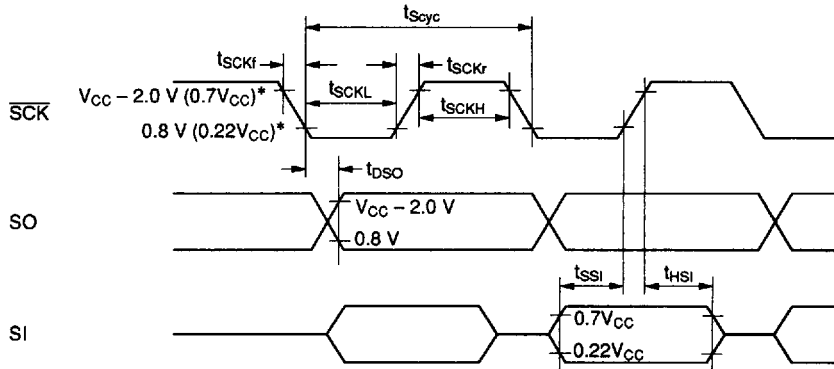 tScyc
tSCKf
tSCKr
tSCKL
tSCKH
SCK
VCC – 2.0 V (0.7VCC)*
0.8 V (0.22VCC)*
tDSO
SO
VCC – 2.0 V
0.8 V
tSSI
tHSI
SI
0.7VCC
0.22VCC